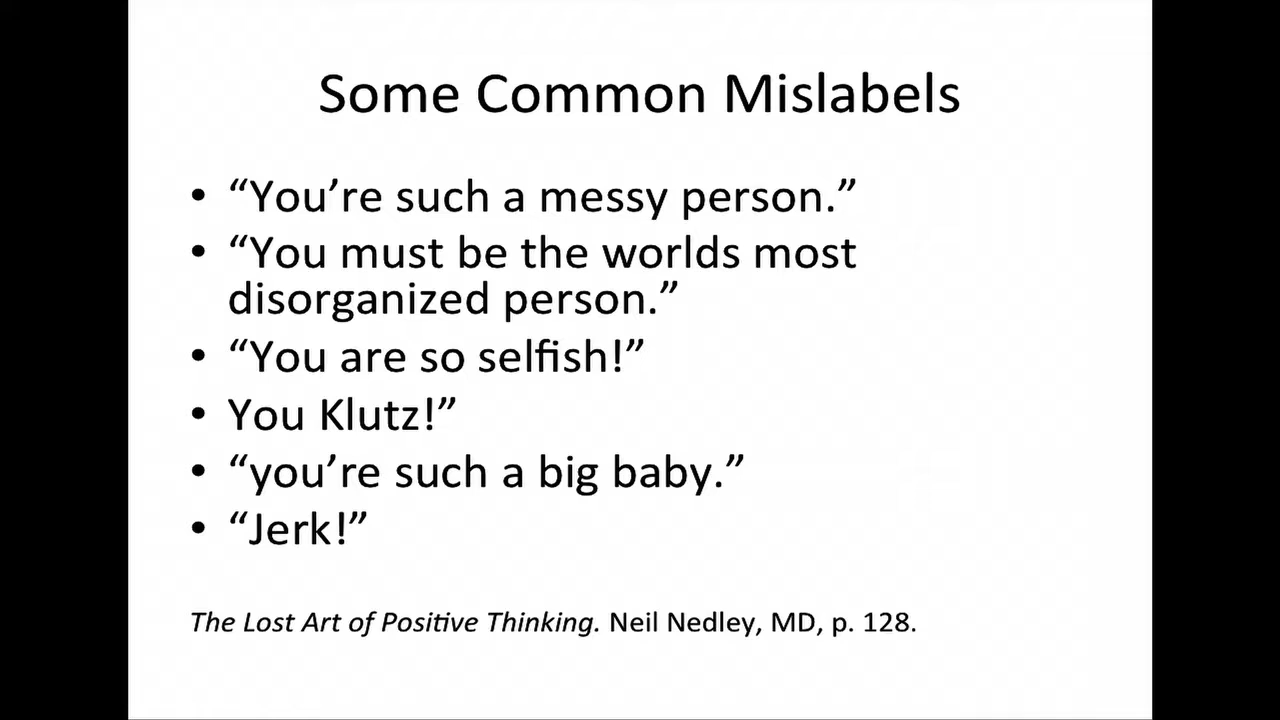 Some Common Mislabels
• “You’re such a messy person.”
• “You must be the worlds most
disorganized person.”
• “You are so selfish!”
• You Klutz!”
• “you’re such a big baby.”
• “Jerk!”
The Lost Art of Positive Thinking. Neil Nedley, MD, p. 128.